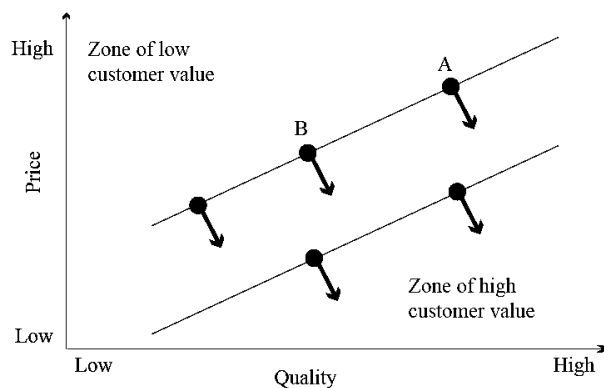 High
Zone of low
customer value
A
B
Price
Zone of high
customer value
Low
Low
Quality
High